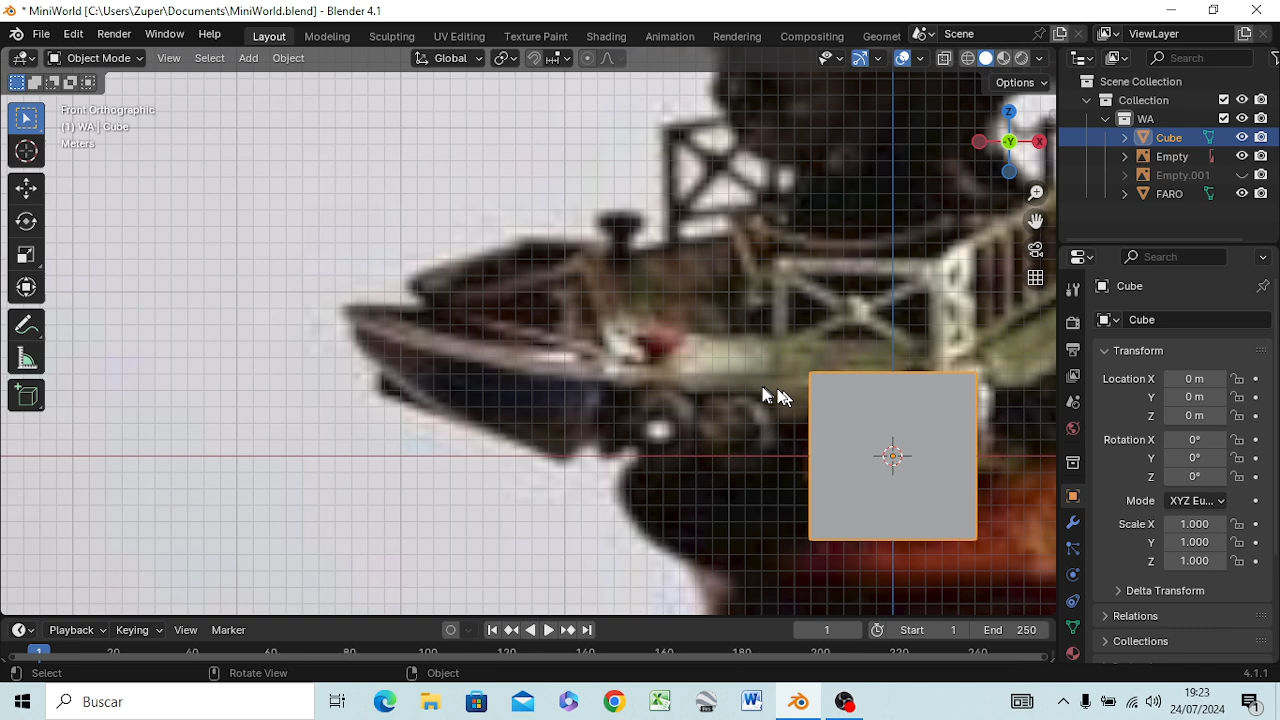 * MiniWorld [C:\Users\Zuper\Documents\MiniWorld.blend] - Blender 4.1
File Edit Render Window Help Layout Modeling Sculpting UV Editing Texture Paint Shading Animation Rendering Compositing Geomet Scene ViewLayer
Object Mode View Select Add Object Global Search
Options
Front Orthographic
(1) WA | Cube
Meters
Z
X
-Y
Scene Collection
Collection
WA
Cube
Empty
Empty.001
FARO
Search
Cube
Cube
Transform
Location X 0 m
Y 0 m
Z 0 m
Rotation X 0°
Y 0°
Z 0°
Mode XYZ Eu...
Scale X 1.000
Y 1.000
Z 1.000
Delta Transform
Relations
Collections
Playback Keying View Marker 1 Start 1 End 250
1 20 40 60 80 100 120 140 160 180 200 220 240
Select Rotate View Object 4.1.1
Buscar
9:23
24/07/2024
1